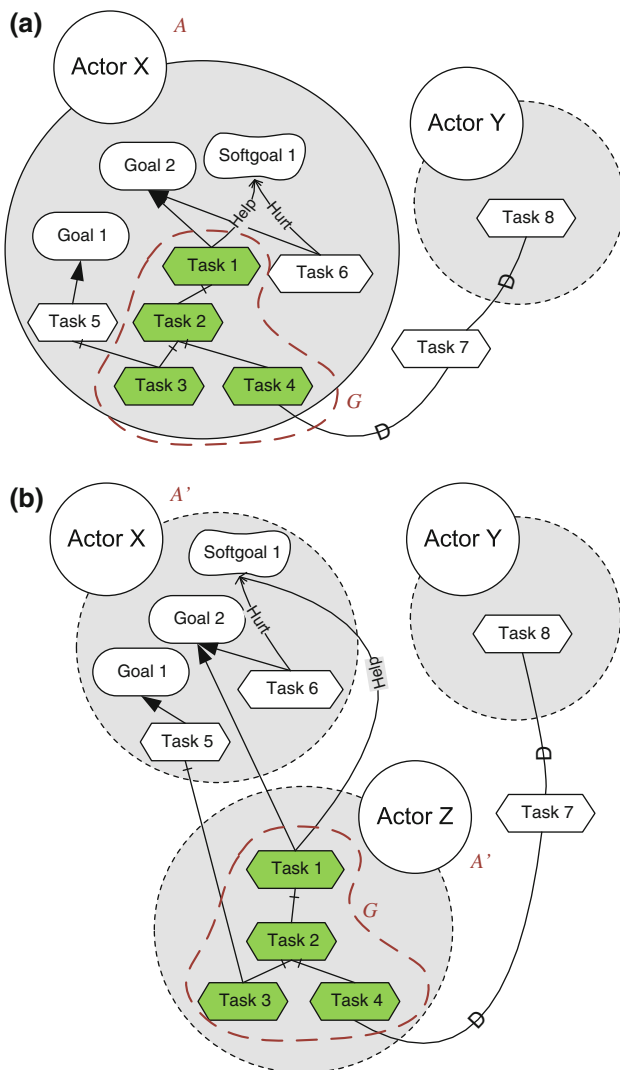 (a)
A
Actor X
Actor Y
Goal 2
Softgoal 1
Help
Hurt
Task 8
Goal 1
Task 1
Task 6
Task 5
Task 2
Task 7
Task 3
Task 4
G
D
D
(b)
A'
Actor X
Actor Y
Softgoal 1
Goal 2
Hurt
Task 8
Goal 1
Help
Task 6
Task 5
D
Actor Z
Task 7
A'
Task 1
G
Task 2
Task 3
Task 4
D